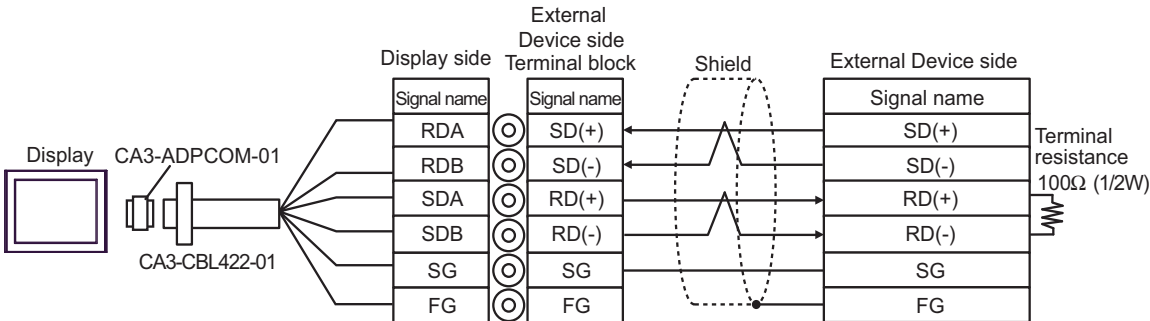 External
Device side
Terminal block
Display side
Shield
External Device side
Signal name
Signal name
Signal name
RDA
SD(+)
SD(+)
RDB
SD(-)
SD(-)
SDA
RD(+)
RD(+)
SDB
RD(-)
RD(-)
SG
SG
SG
FG
FG
FG
Display
CA3-ADPCOM-01
CA3-CBL422-01
Terminal
resistance
100Ω (1/2W)